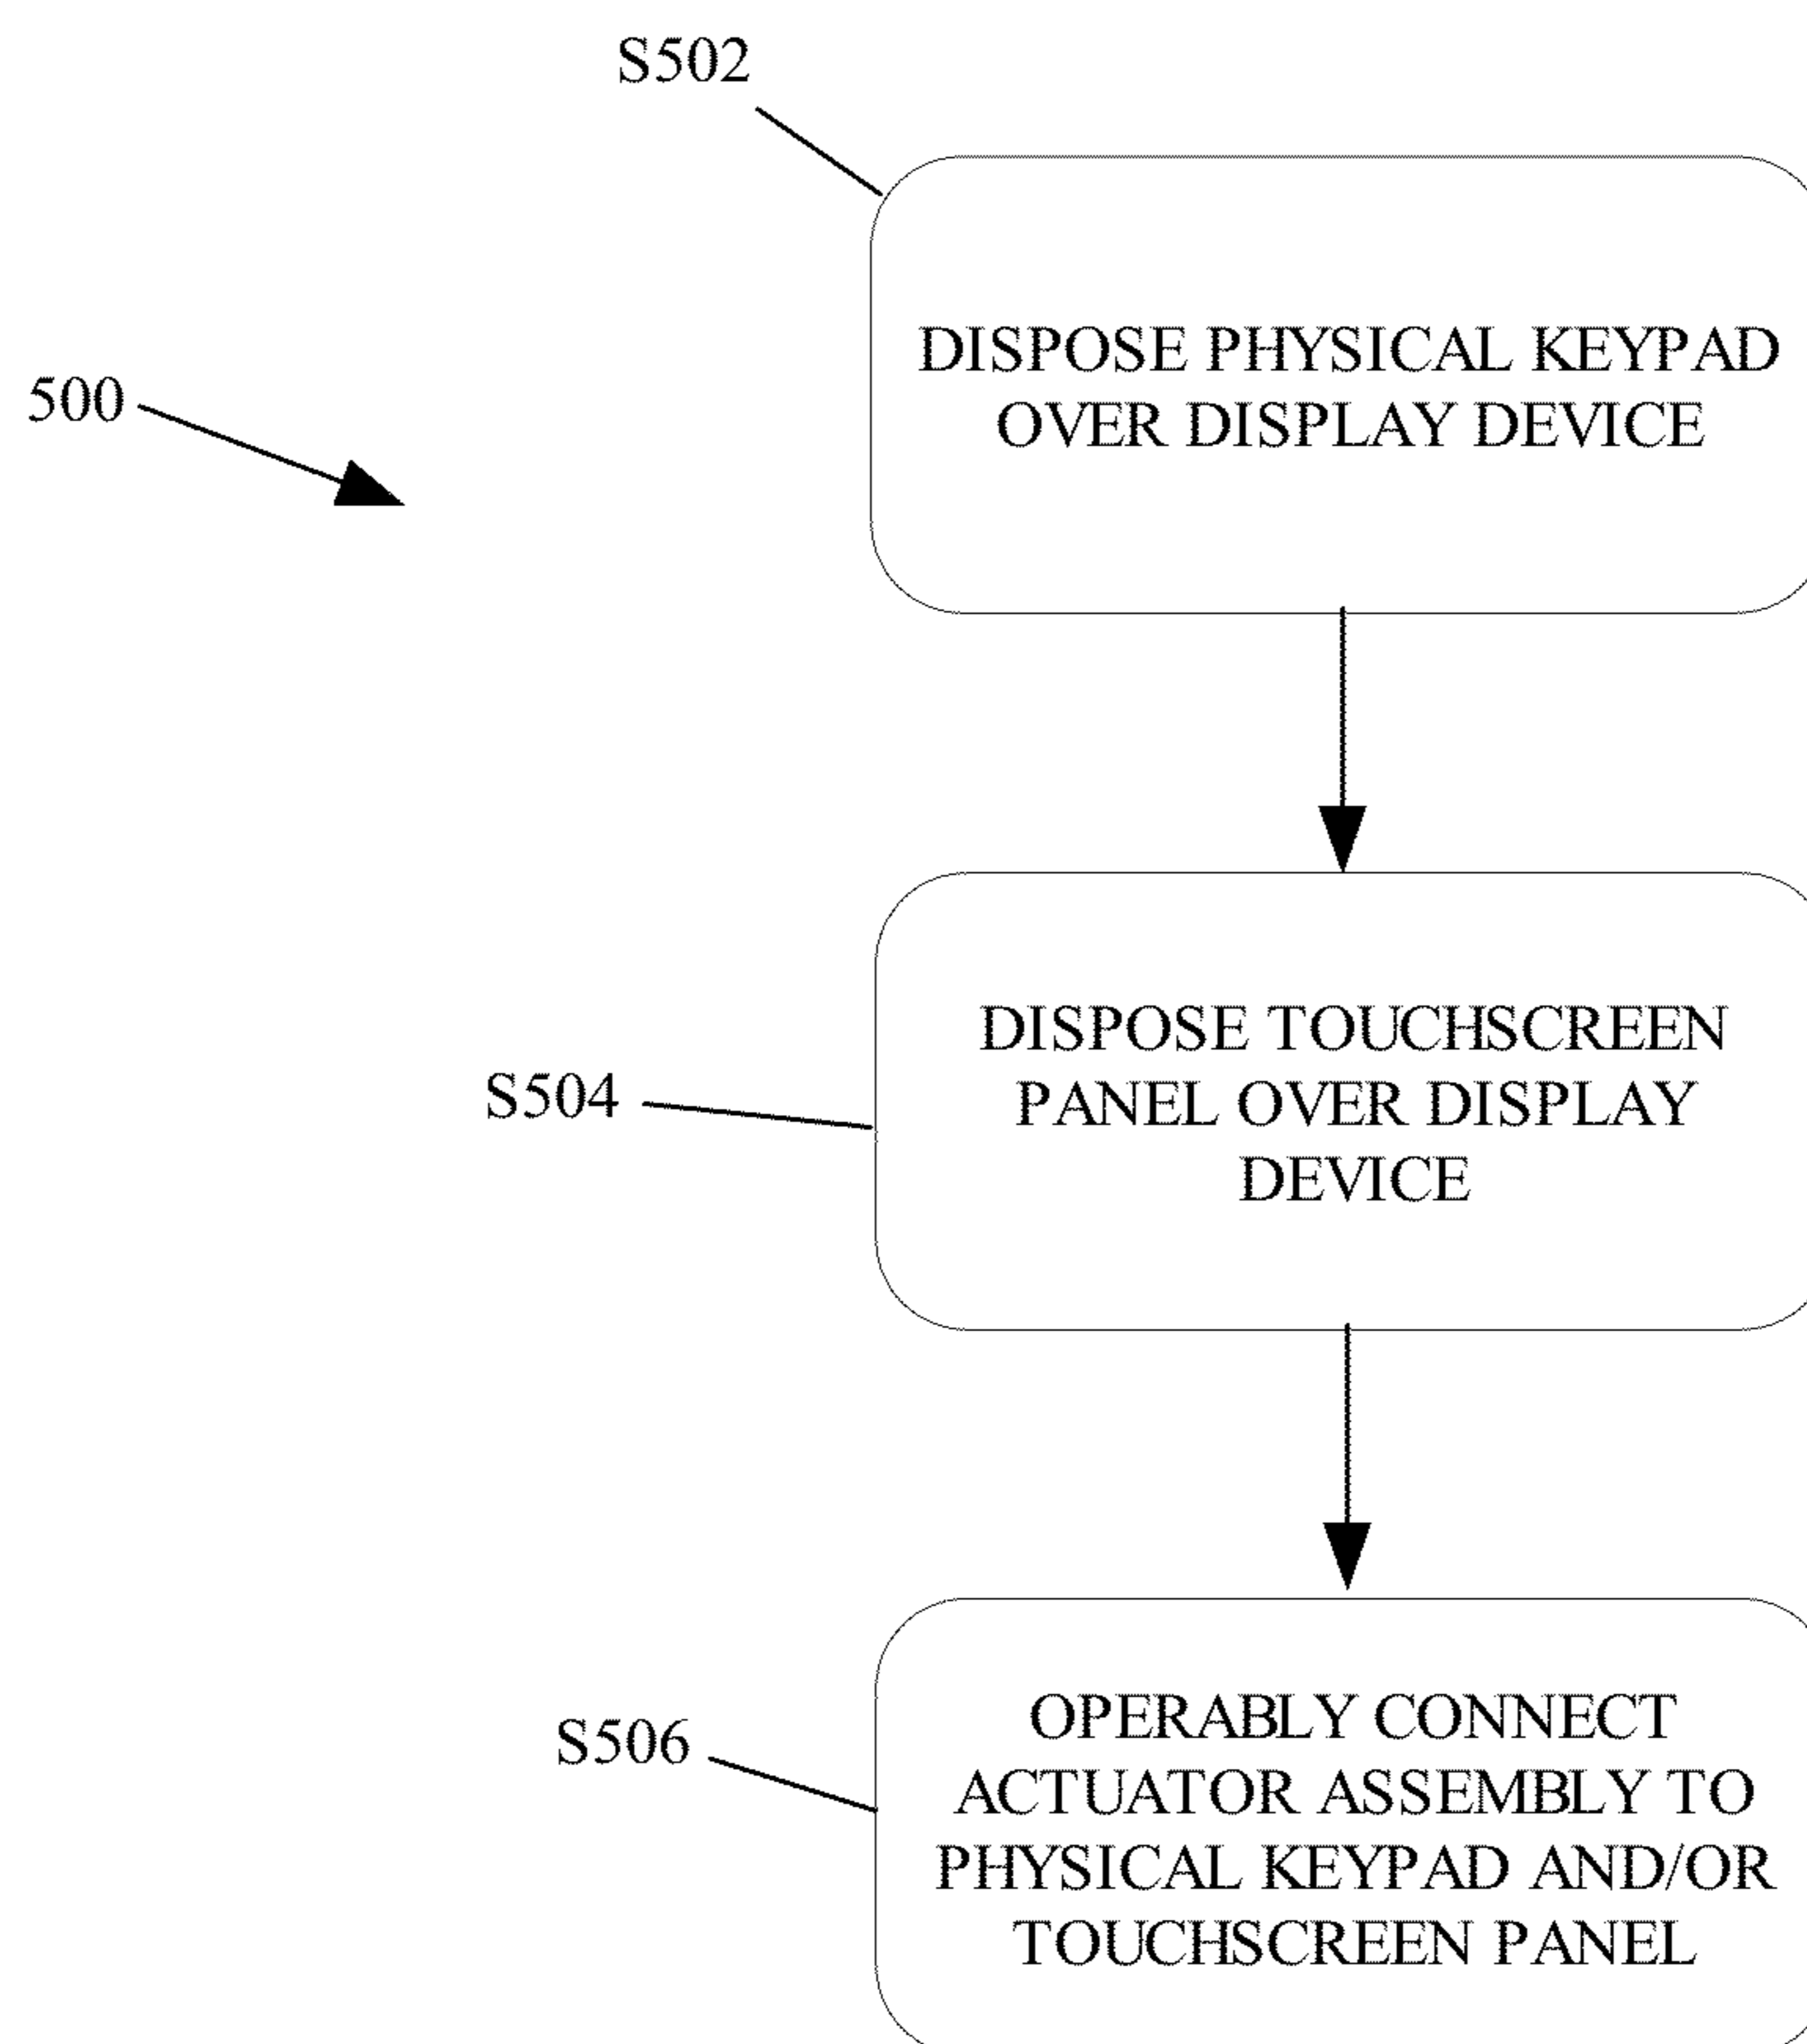 S502
DISPOSE PHYSICAL KEYPAD
OVER DISPLAY DEVICE
500
DISPOSE TOUCHSCREEN
PANEL OVER DISPLAY
DEVICE
S504
OPERABLY CONNECT
ACTUATOR ASSEMBLY TO
PHYSICAL KEYPAD AND/OR
TOUCHSCREEN PANEL
S506